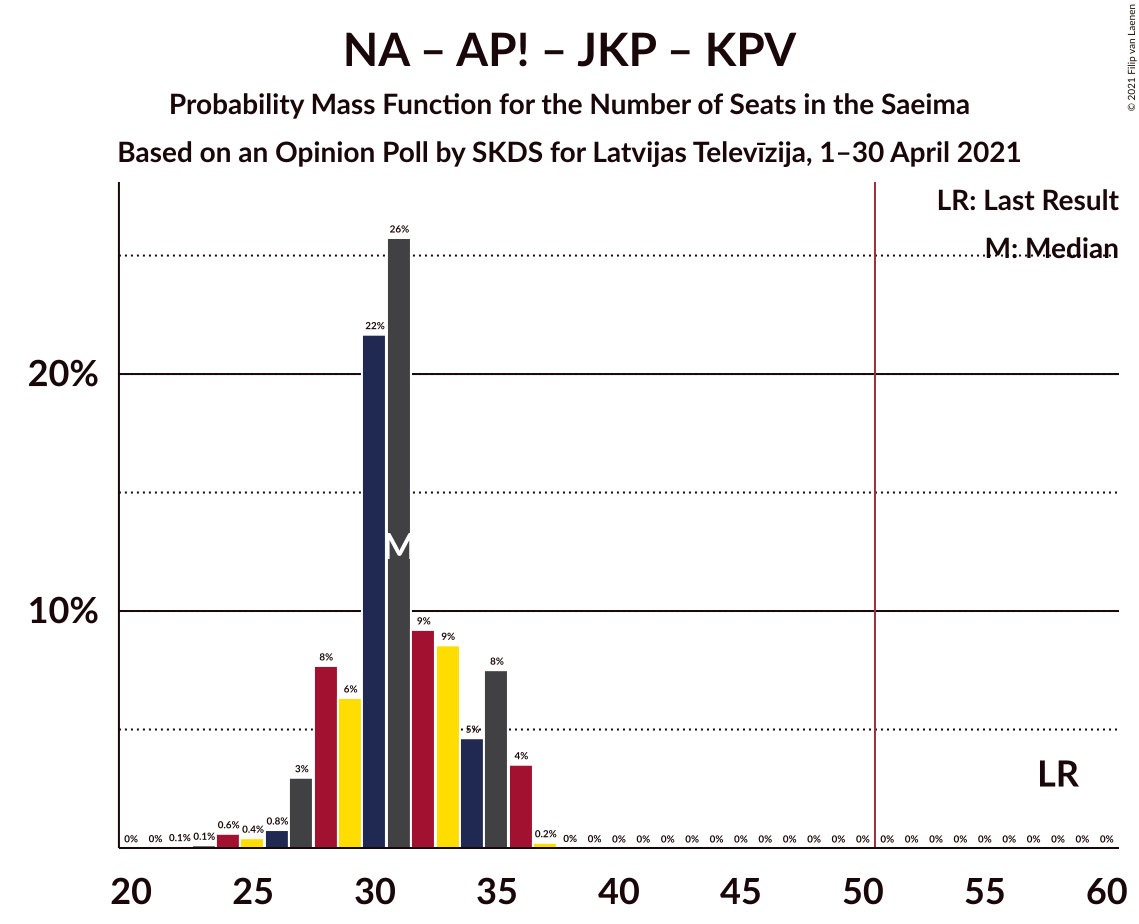 NA – AP! – JKP – KPV
Probability Mass Function for the Number of Seats in the Saeima
Based on an Opinion Poll by SKDS for Latvijas Televīzija, 1–30 April 2021
© 2021 Filip van Laenen
LR: Last Result
M: Median
20%
10%
0% 0% 0.1% 0.1% 0.6% 0.4% 0.8% 3% 8% 6% 22% 26% 9% 9% 5% 8% 4% 0.2% 0% 0% 0% 0% 0% 0% 0% 0% 0% 0% 0% 0% 0% 0% 0% 0% 0% 0% 0% 0% 0% 0% 0%
M
LR
20 25 30 35 40 45 50 55 60